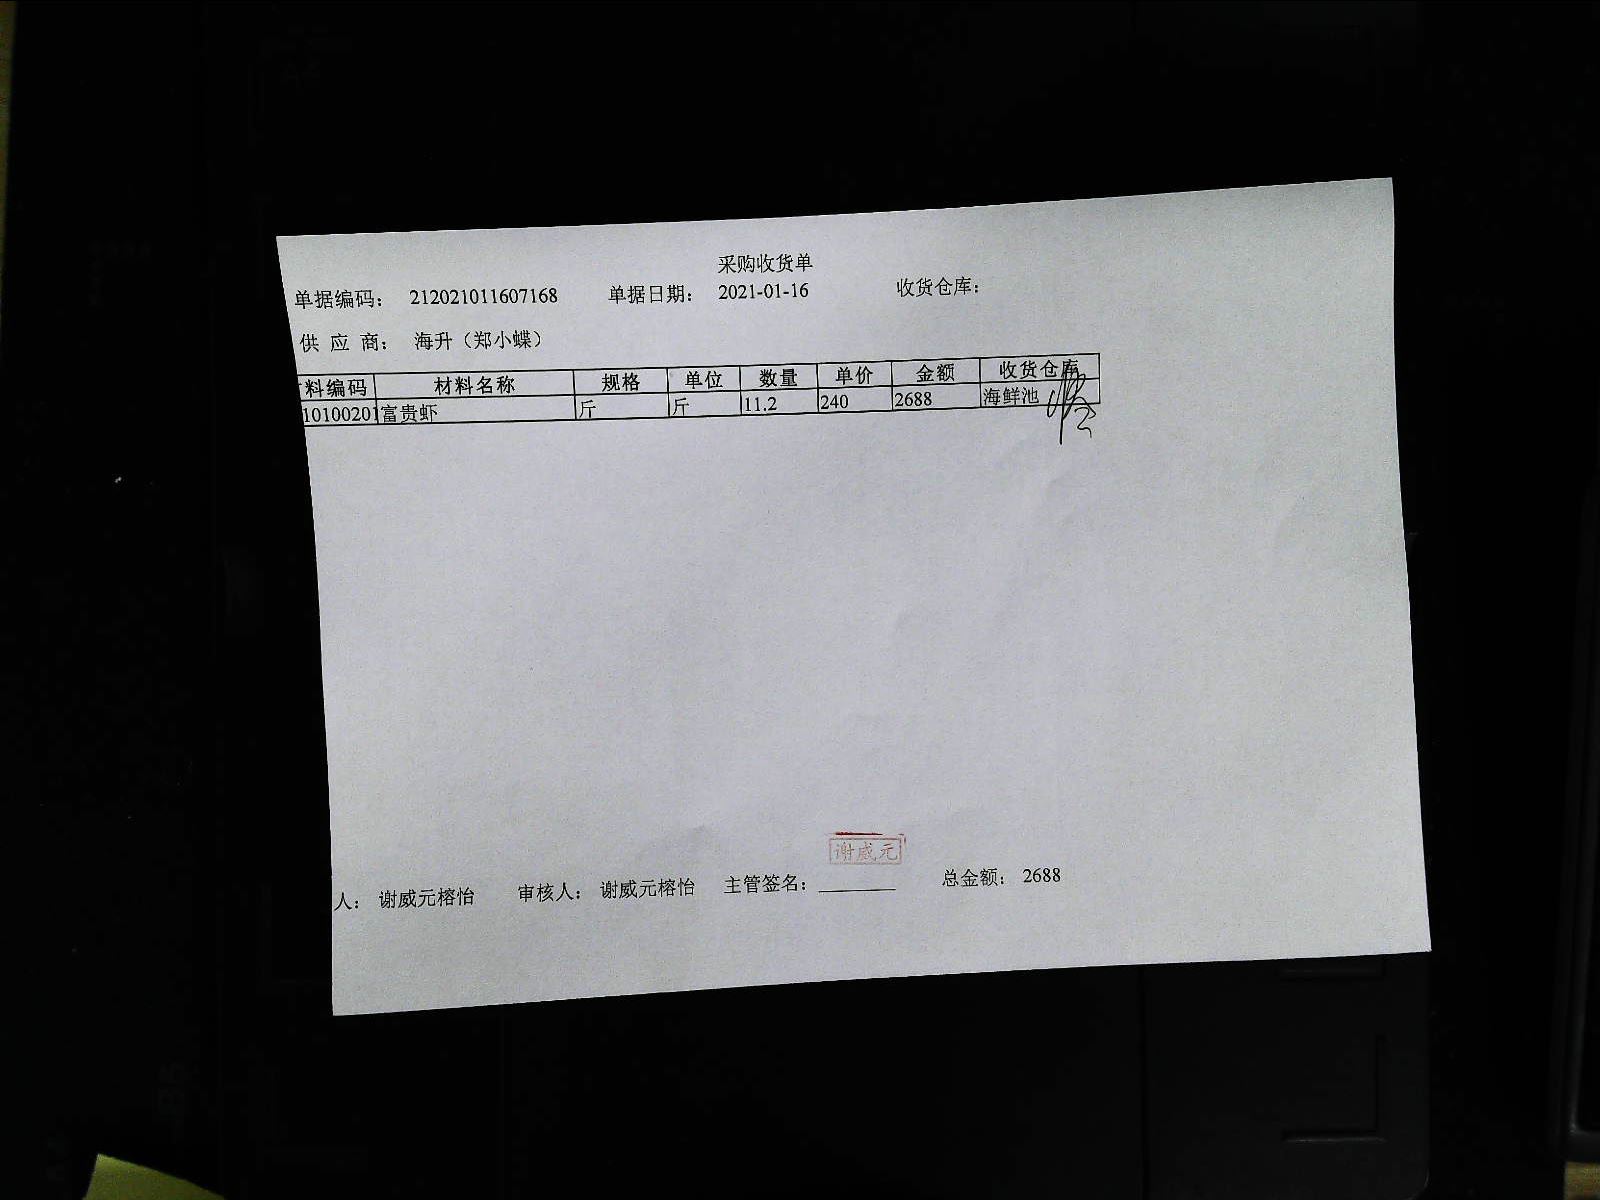 采购收货单
单据编码： 212021011607168 单据日期： 2021-01-16 收货仓库：
供 应 商： 海升（郑小蝶）
料编码 材料名称 规格 单位 数量 单价 金额 收货仓库
10100201 富贵虾 斤 斤 11.2 240 2688 海鲜池
谢威元
人： 谢威元榕怡 审核人： 谢威元榕怡 主管签名： 总金额： 2688